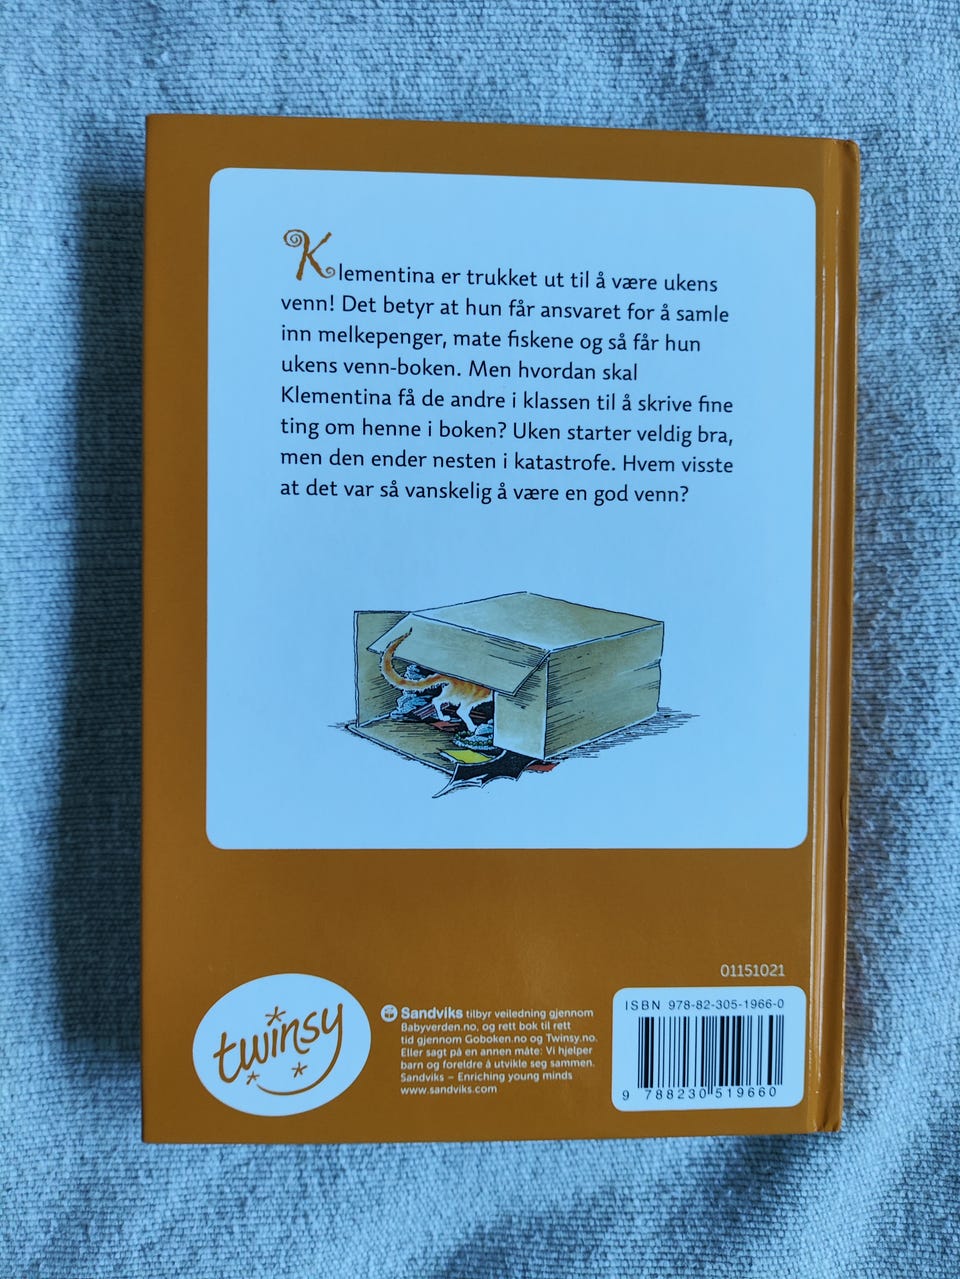 Klementina er trukket ut til å være ukens
venn! Det betyr at hun får ansvaret for å samle
inn melkepenger, mate fiskene og så får hun
ukens venn-boken. Men hvordan skal
Klementina få de andre i klassen til å skrive fine
ting om henne i boken? Uken starter veldig bra,
men den ender nesten i katastrofe. Hvem visste
at det var så vanskelig å være en god venn?
01151021
twinsy
Sandviks tilbyr veiledning gjennom
Babyverden.no, og rett bok til rett
tid gjennom Goboken.no og Twinsy.no.
Eller sagt på en annen måte: Vi hjelper
barn og foreldre å utvikle seg sammen.
Sandviks – Enriching young minds
www.sandviks.com
ISBN 978-82-305-1966-0
9 788230 519660